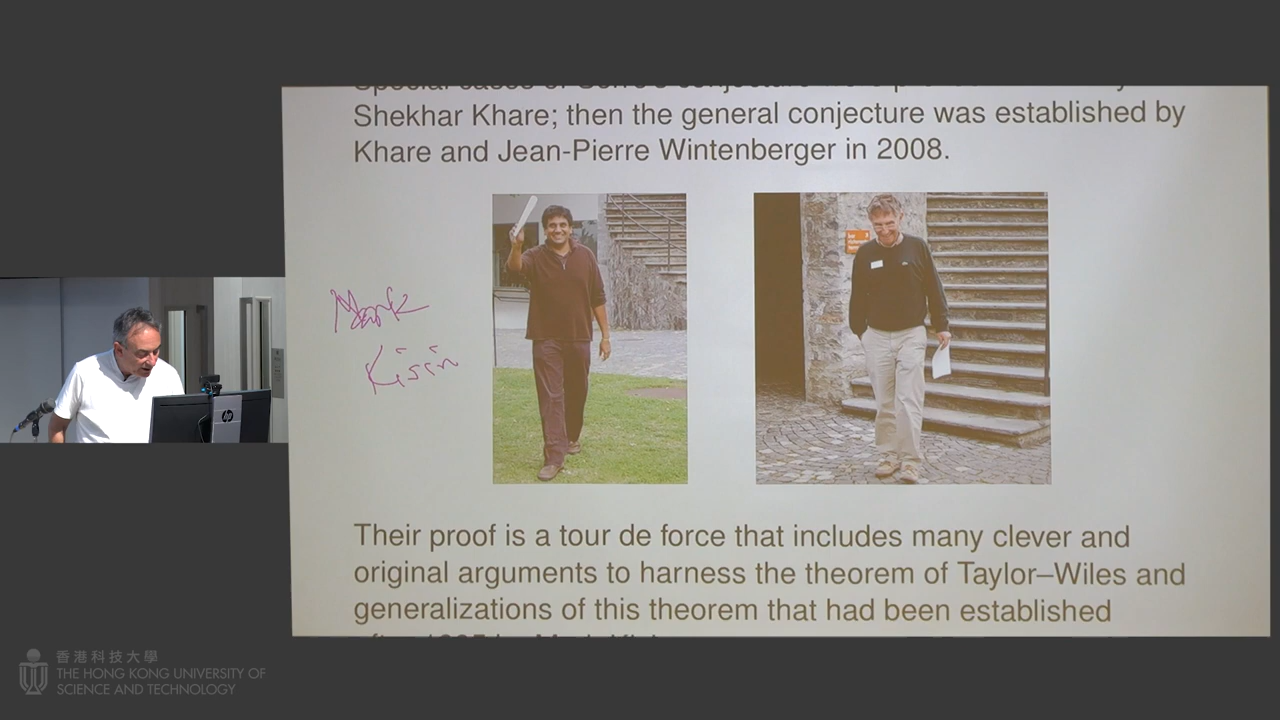 Shekhar Khare; then the general conjecture was established by
Khare and Jean-Pierre Wintenberger in 2008.
Mark
Kisin
hp
Their proof is a tour de force that includes many clever and
original arguments to harness the theorem of Taylor–Wiles and
generalizations of this theorem that had been established
香港科技大學
THE HONG KONG UNIVERSITY OF
SCIENCE AND TECHNOLOGY